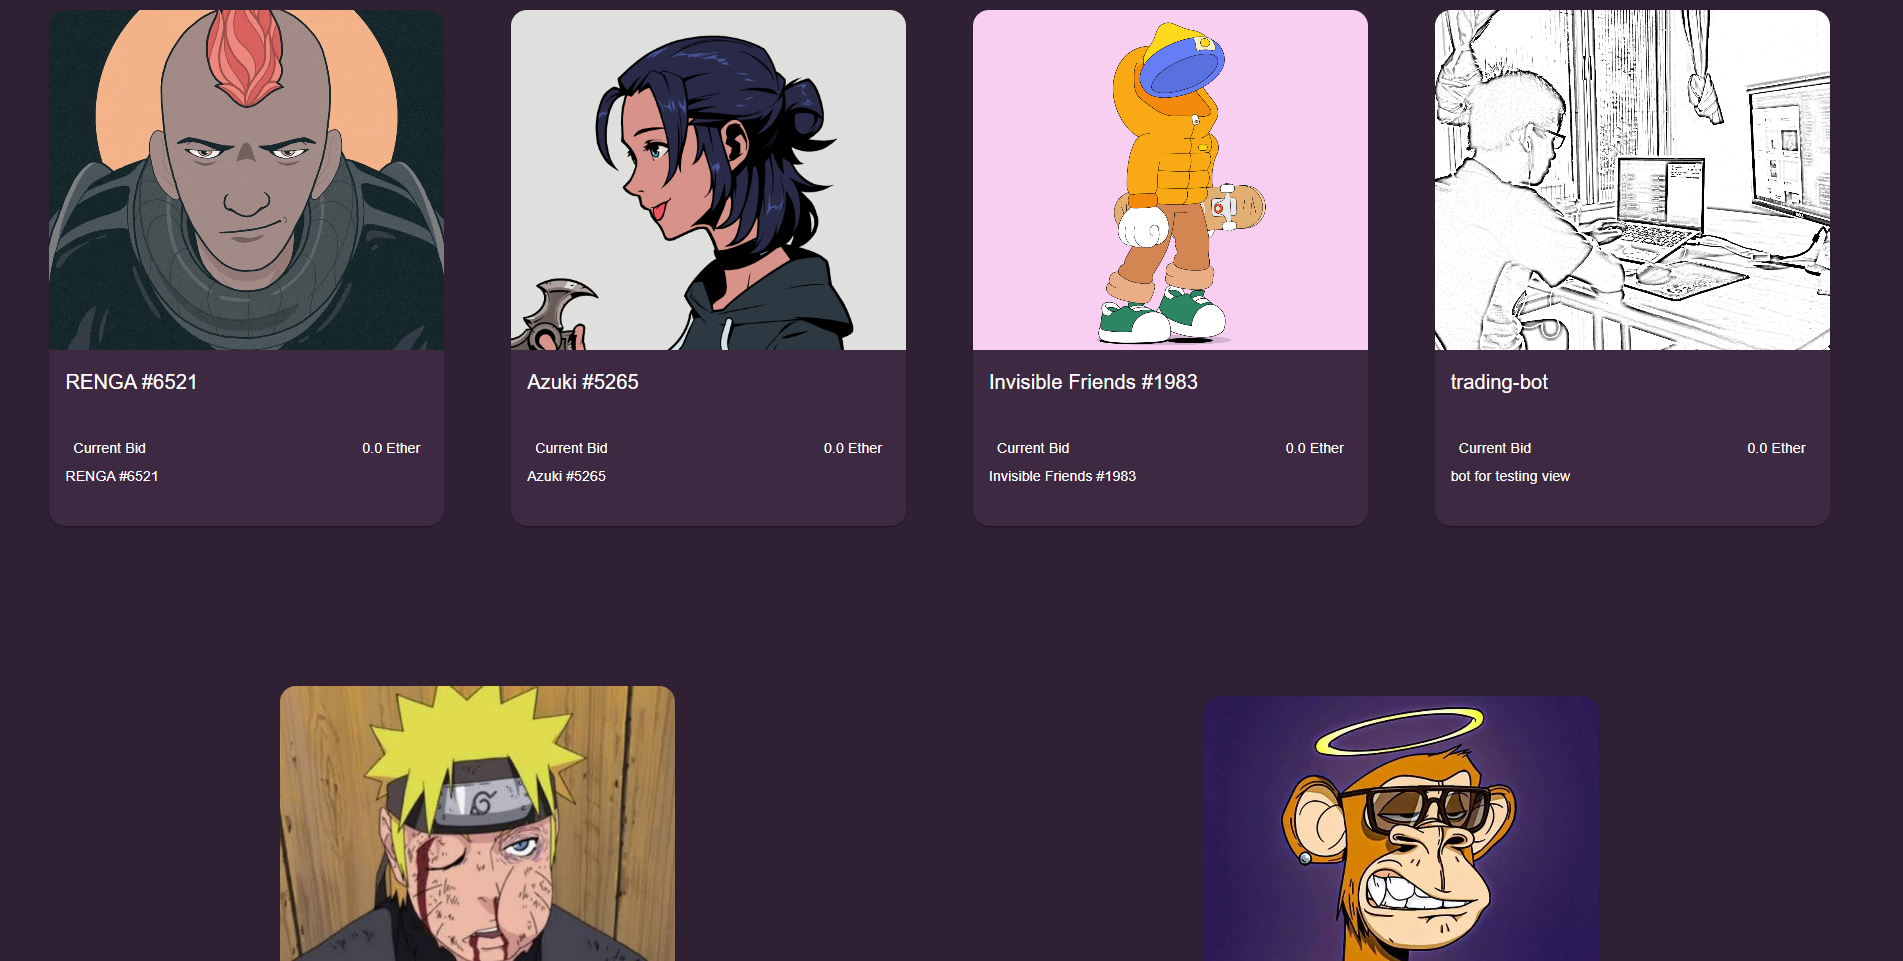 RENGA #6521
Current Bid 0.0 Ether
RENGA #6521
Azuki #5265
Current Bid 0.0 Ether
Azuki #5265
Invisible Friends #1983
Current Bid 0.0 Ether
Invisible Friends #1983
trading-bot
Current Bid 0.0 Ether
bot for testing view